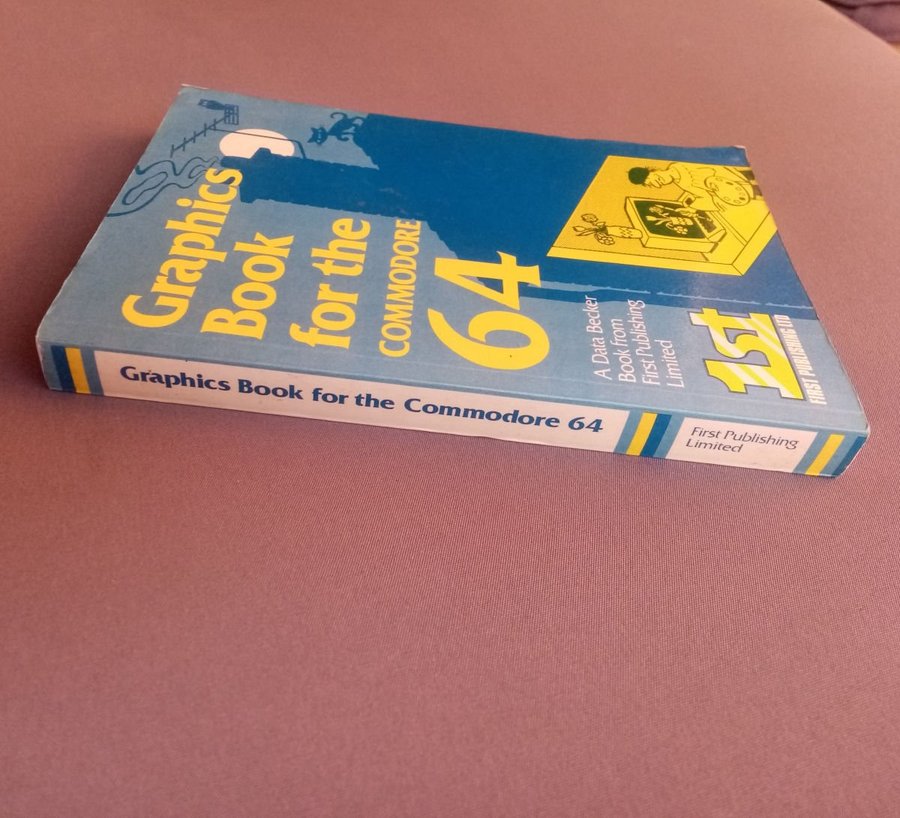 Graphics
Book
for the
COMMODORE
64
A Data Becker
Book from
First Publishing
Limited
1st
FIRST PUBLISHING LTD
Graphics Book for the Commodore 64
First Publishing
Limited